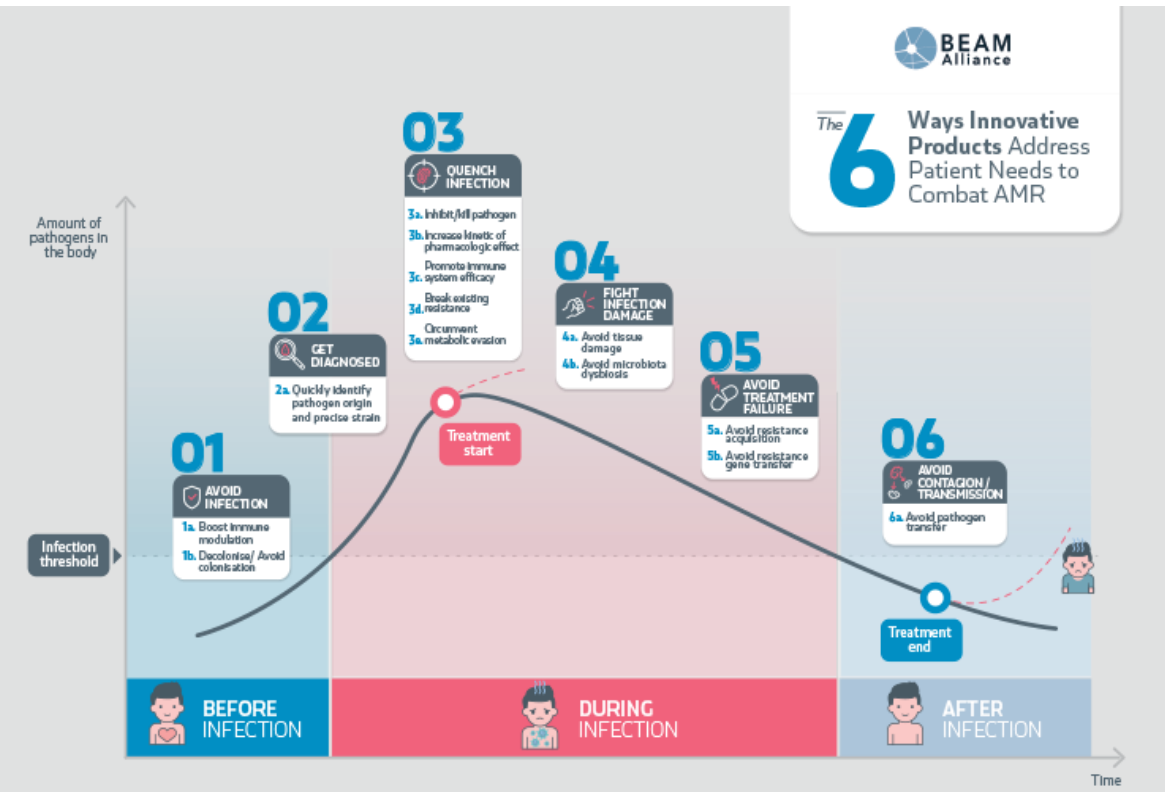 BEAM
Alliance
The
6
Ways Innovative
Products Address
Patient Needs to
Combat AMR
Amount of
pathogens in
the body
Infection
threshold
01
AVOID
INFECTION
1a. Boost immune
modulation
1b. Decolonise/ Avoid
colonisation
02
GET
DIAGNOSED
2a. Quickly identify
pathogen origin
and precise strain
03
QUENCH
INFECTION
3a. Inhibit/kill pathogen
3b. Increase kinetic of
pharmacologic effect
Promote immune
3c. system efficacy
Break existing
3d. resistance
Circumvent
3e. metabolic evasion
Treatment
start
04
FIGHT
INFECTION
DAMAGE
4a. Avoid tissue
damage
4b. Avoid microbiota
dysbiosis
05
AVOID
TREATMENT
FAILURE
5a. Avoid resistance
acquisition
5b. Avoid resistance
gene transfer
06
AVOID
CONTAGION /
TRANSMISSION
6a. Avoid pathogen
transfer
Treatment
end
BEFORE
INFECTION
DURING
INFECTION
AFTER
INFECTION
Time